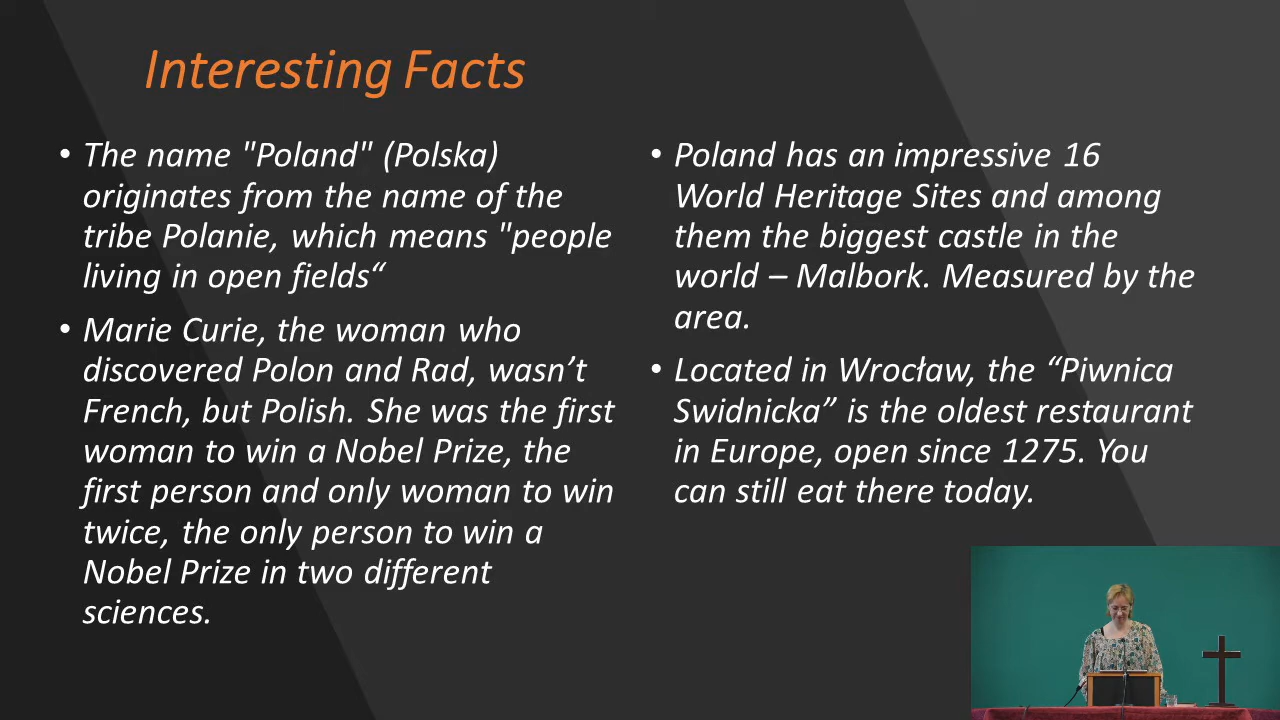 Interesting Facts
• The name "Poland" (Polska)
originates from the name of the
tribe Polanie, which means "people
living in open fields“
• Marie Curie, the woman who
discovered Polon and Rad, wasn’t
French, but Polish. She was the first
woman to win a Nobel Prize, the
first person and only woman to win
twice, the only person to win a
Nobel Prize in two different
sciences.
• Poland has an impressive 16
World Heritage Sites and among
them the biggest castle in the
world – Malbork. Measured by the
area.
• Located in Wrocław, the “Piwnica
Swidnicka” is the oldest restaurant
in Europe, open since 1275. You
can still eat there today.